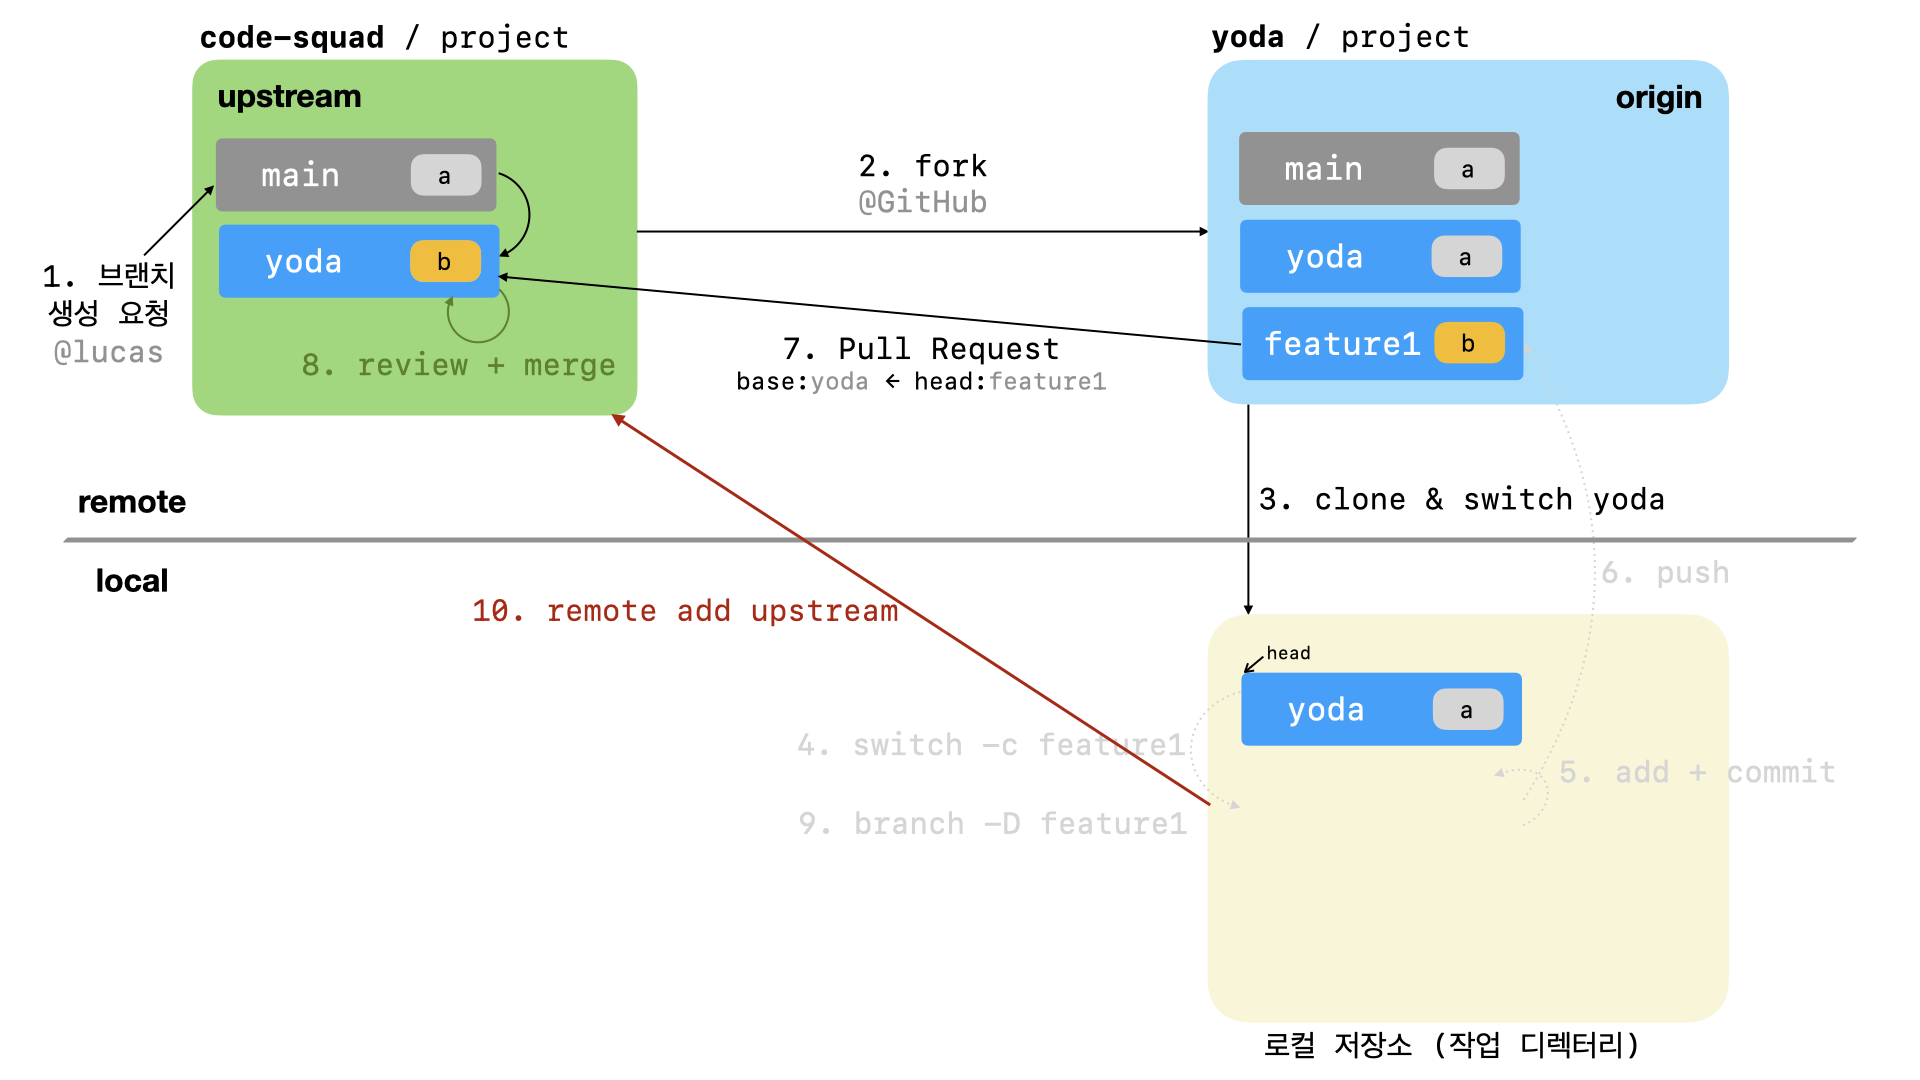 code-squad / project
upstream
main a
yoda b
8. review + merge
1. 브랜치
생성 요청
@lucas
2. fork
@GitHub
7. Pull Request
base:yoda ← head:feature1
yoda / project
origin
main a
yoda a
feature1 b
remote
3. clone & switch yoda
local
6. push
10. remote add upstream
head
yoda a
4. switch -c feature1
5. add + commit
9. branch -D feature1
로컬 저장소 (작업 디렉터리)